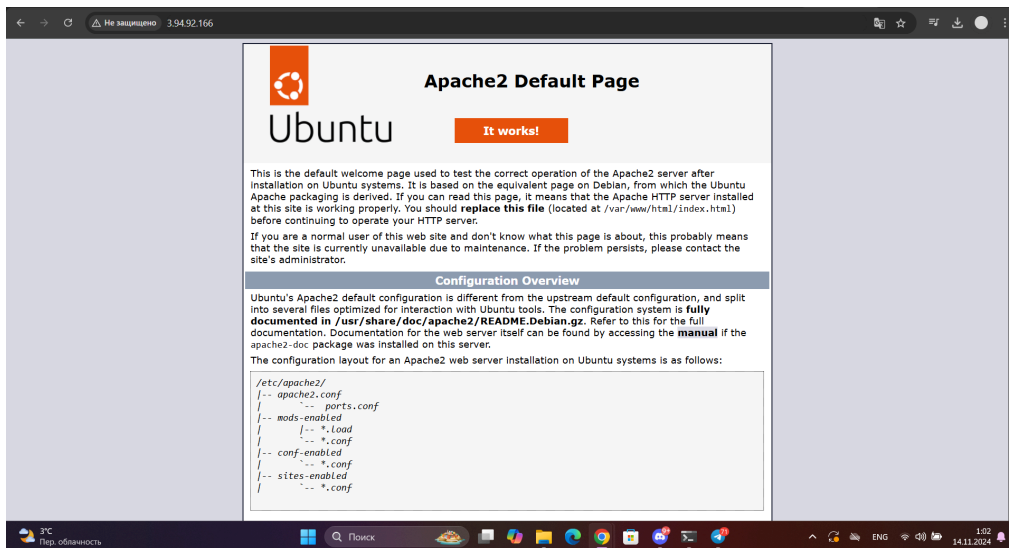 Не защищено 3.94.92.166
Ubuntu
Apache2 Default Page
It works!
This is the default welcome page used to test the correct operation of the Apache2 server after
installation on Ubuntu systems. It is based on the equivalent page on Debian, from which the Ubuntu
Apache packaging is derived. If you can read this page, it means that the Apache HTTP server installed
at this site is working properly. You should replace this file (located at /var/www/html/index.html)
before continuing to operate your HTTP server.
If you are a normal user of this web site and don't know what this page is about, this probably means
that the site is currently unavailable due to maintenance. If the problem persists, please contact the
site's administrator.
Configuration Overview
Ubuntu's Apache2 default configuration is different from the upstream default configuration, and split
into several files optimized for interaction with Ubuntu tools. The configuration system is fully
documented in /usr/share/doc/apache2/README.Debian.gz. Refer to this for the full
documentation. Documentation for the web server itself can be found by accessing the manual if the
apache2-doc package was installed on this server.
The configuration layout for an Apache2 web server installation on Ubuntu systems is as follows:
/etc/apache2/
|-- apache2.conf
|       `--  ports.conf
|-- mods-enabled
|       |-- *.load
|       `-- *.conf
|-- conf-enabled
|       `-- *.conf
|-- sites-enabled
|       `-- *.conf
3°C
Пер. облачность
Поиск
ENG
1:02
14.11.2024